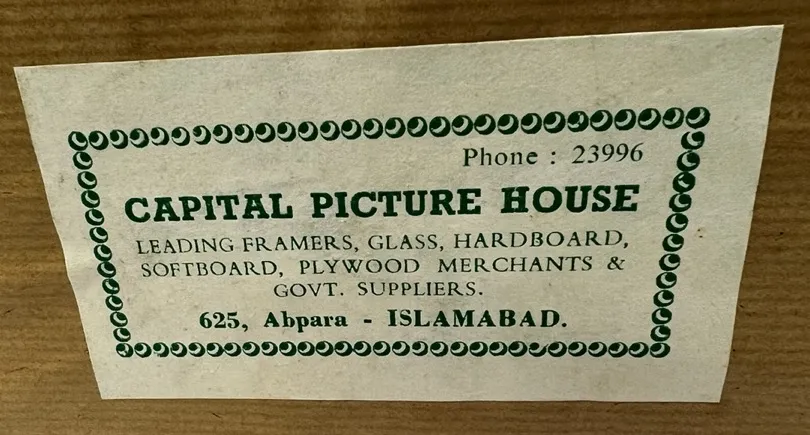 Phone : 23996
CAPITAL PICTURE HOUSE
LEADING FRAMERS, GLASS, HARDBOARD,
SOFTBOARD, PLYWOOD MERCHANTS &
GOVT. SUPPLIERS.
625, Abpara - ISLAMABAD.